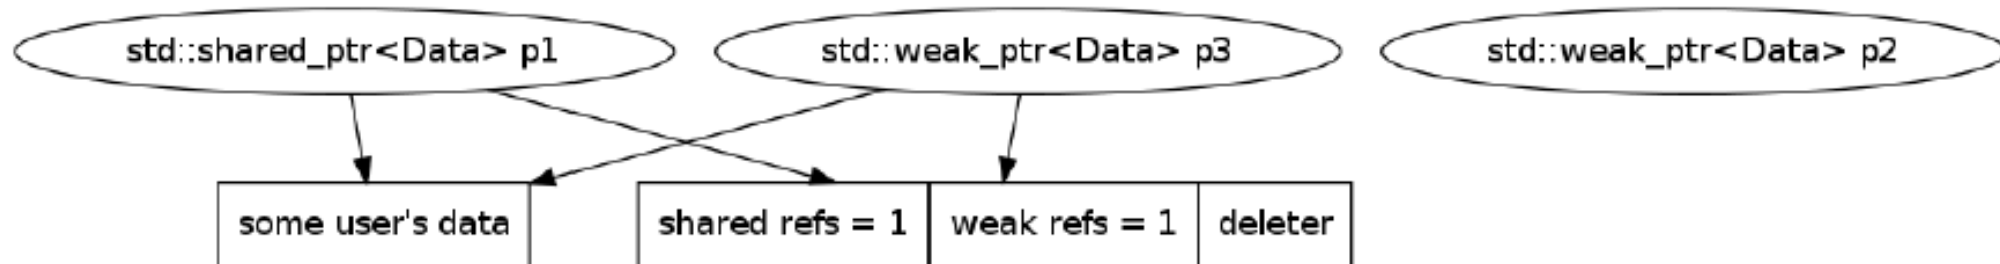 std::shared_ptr<Data> p1
std::weak_ptr<Data> p3
std::weak_ptr<Data> p2
some user's data
shared refs = 1
weak refs = 1
deleter